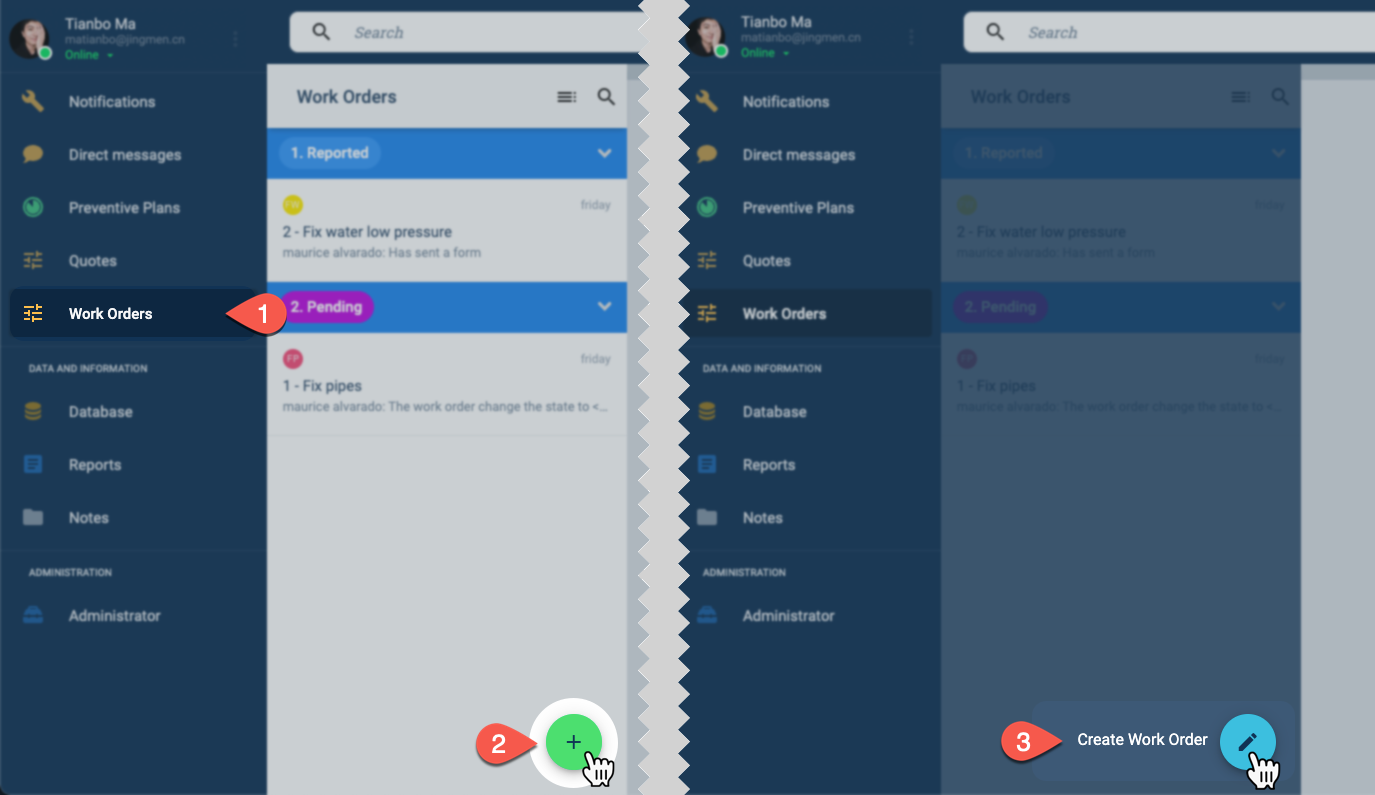 Tianbo Ma
matianbo@jingmen.cn
Online
Search
Notifications
Direct messages
Preventive Plans
Quotes
Work Orders
1
DATA AND INFORMATION
Database
Reports
Notes
ADMINISTRATION
Administrator
Work Orders
1. Reported
FW
friday
2 - Fix water low pressure
maurice alvarado: Has sent a form
2. Pending
FP
friday
1 - Fix pipes
maurice alvarado: The work order change the state to <...
2
+
Tianbo Ma
matianbo@jingmen.cn
Online
Search
Notifications
Direct messages
Preventive Plans
Quotes
Work Orders
DATA AND INFORMATION
Database
Reports
Notes
ADMINISTRATION
Administrator
Work Orders
1. Reported
friday
2 - Fix water low pressure
maurice alvarado: Has sent a form
2. Pending
FP
friday
1 - Fix pipes
maurice alvarado: The work order change the state to <...
3
Create Work Order